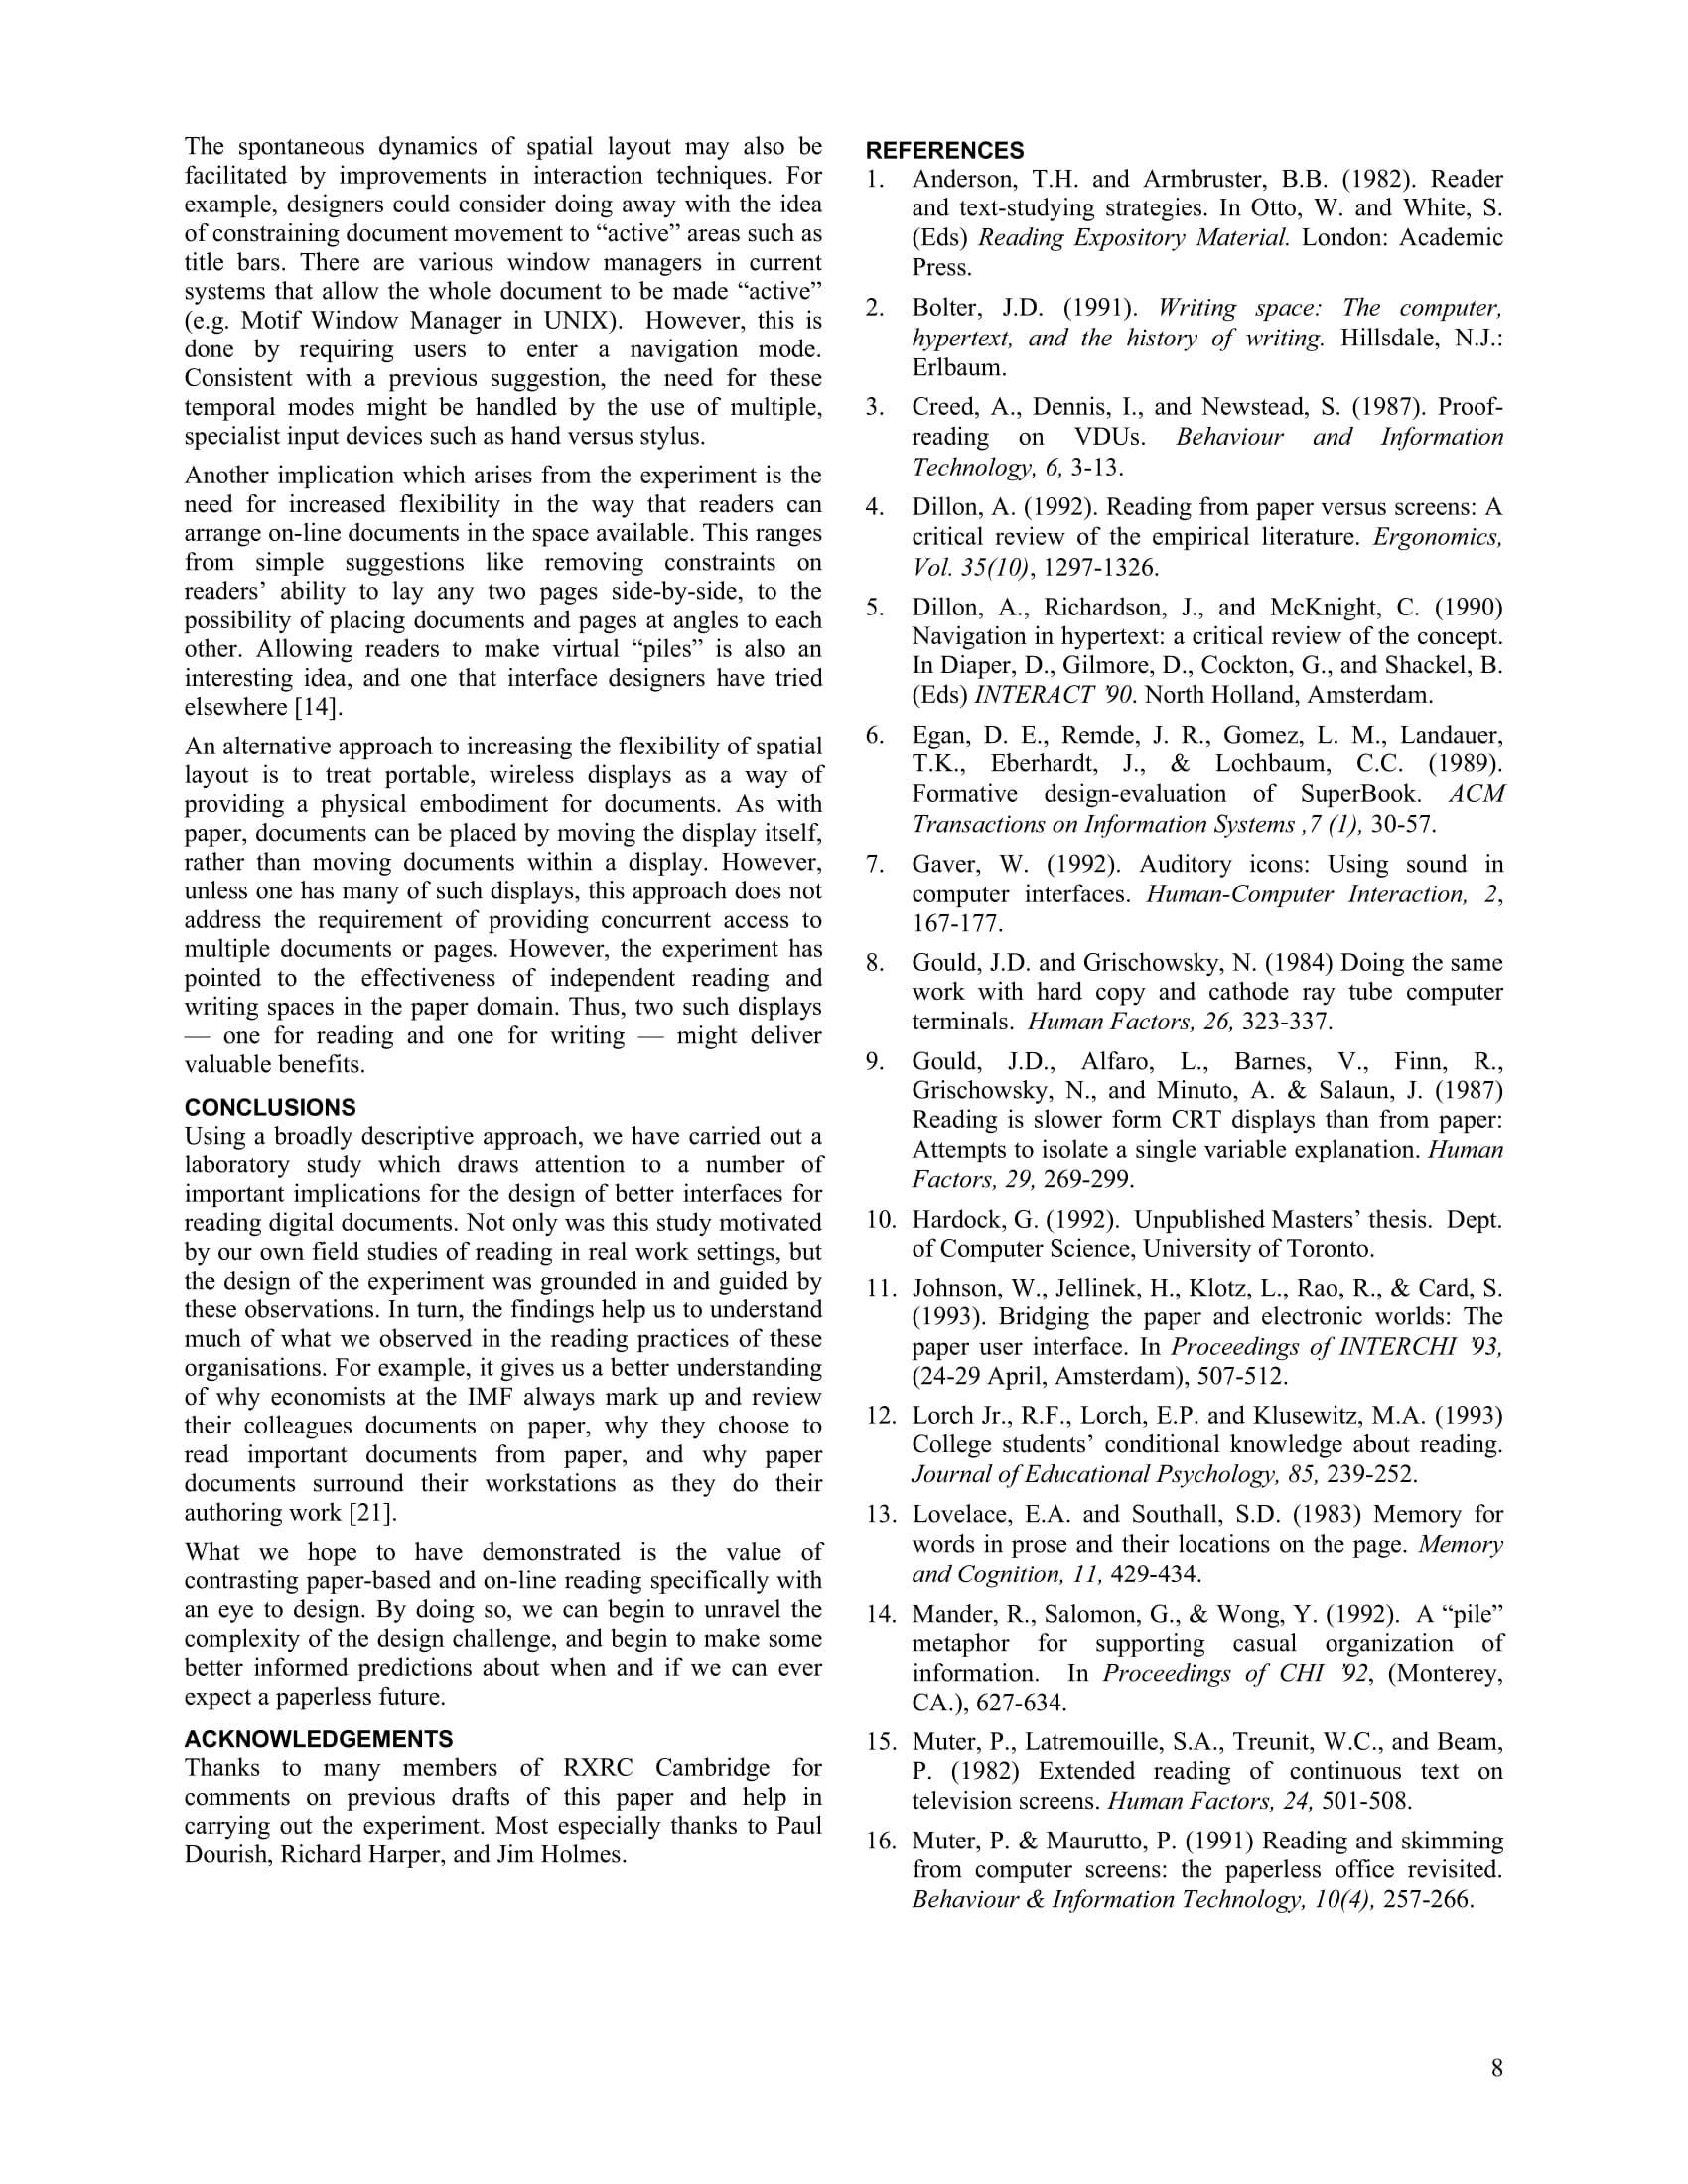 The spontaneous dynamics of spatial layout may also be
facilitated by improvements in interaction techniques. For
example, designers could consider doing away with the idea
of constraining document movement to “active” areas such as
title bars. There are various window managers in current
systems that allow the whole document to be made “active”
(e.g. Motif Window Manager in UNIX).  However, this is
done by requiring users to enter a navigation mode.
Consistent with a previous suggestion, the need for these
temporal modes might be handled by the use of multiple,
specialist input devices such as hand versus stylus.
Another implication which arises from the experiment is the
need for increased flexibility in the way that readers can
arrange on-line documents in the space available. This ranges
from simple suggestions like removing constraints on
readers’ ability to lay any two pages side-by-side, to the
possibility of placing documents and pages at angles to each
other. Allowing readers to make virtual “piles” is also an
interesting idea, and one that interface designers have tried
elsewhere [14].
An alternative approach to increasing the flexibility of spatial
layout is to treat portable, wireless displays as a way of
providing a physical embodiment for documents. As with
paper, documents can be placed by moving the display itself,
rather than moving documents within a display. However,
unless one has many of such displays, this approach does not
address the requirement of providing concurrent access to
multiple documents or pages. However, the experiment has
pointed to the effectiveness of independent reading and
writing spaces in the paper domain. Thus, two such displays
— one for reading and one for writing — might deliver
valuable benefits.
CONCLUSIONS
Using a broadly descriptive approach, we have carried out a
laboratory study which draws attention to a number of
important implications for the design of better interfaces for
reading digital documents. Not only was this study motivated
by our own field studies of reading in real work settings, but
the design of the experiment was grounded in and guided by
these observations. In turn, the findings help us to understand
much of what we observed in the reading practices of these
organisations. For example, it gives us a better understanding
of why economists at the IMF always mark up and review
their colleagues documents on paper, why they choose to
read important documents from paper, and why paper
documents surround their workstations as they do their
authoring work [21].
What we hope to have demonstrated is the value of
contrasting paper-based and on-line reading specifically with
an eye to design. By doing so, we can begin to unravel the
complexity of the design challenge, and begin to make some
better informed predictions about when and if we can ever
expect a paperless future.
ACKNOWLEDGEMENTS
Thanks to many members of RXRC Cambridge for
comments on previous drafts of this paper and help in
carrying out the experiment. Most especially thanks to Paul
Dourish, Richard Harper, and Jim Holmes.
REFERENCES
1. Anderson, T.H. and Armbruster, B.B. (1982). Reader
and text-studying strategies. In Otto, W. and White, S.
(Eds) Reading Expository Material. London: Academic
Press.
2. Bolter, J.D. (1991). Writing space: The computer,
hypertext, and the history of writing. Hillsdale, N.J.:
Erlbaum.
3. Creed, A., Dennis, I., and Newstead, S. (1987). Proof-
reading on VDUs. Behaviour and Information
Technology, 6, 3-13.
4. Dillon, A. (1992). Reading from paper versus screens: A
critical review of the empirical literature. Ergonomics,
Vol. 35(10), 1297-1326.
5. Dillon, A., Richardson, J., and McKnight, C. (1990)
Navigation in hypertext: a critical review of the concept.
In Diaper, D., Gilmore, D., Cockton, G., and Shackel, B.
(Eds) INTERACT ’90. North Holland, Amsterdam.
6. Egan, D. E., Remde, J. R., Gomez, L. M., Landauer,
T.K., Eberhardt, J., & Lochbaum, C.C. (1989).
Formative design-evaluation of SuperBook. ACM
Transactions on Information Systems ,7 (1), 30-57.
7. Gaver, W. (1992). Auditory icons: Using sound in
computer interfaces. Human-Computer Interaction, 2,
167-177.
8. Gould, J.D. and Grischowsky, N. (1984) Doing the same
work with hard copy and cathode ray tube computer
terminals.  Human Factors, 26, 323-337.
9. Gould, J.D., Alfaro, L., Barnes, V., Finn, R.,
Grischowsky, N., and Minuto, A. & Salaun, J. (1987)
Reading is slower form CRT displays than from paper:
Attempts to isolate a single variable explanation. Human
Factors, 29, 269-299.
10. Hardock, G. (1992).  Unpublished Masters’ thesis.  Dept.
of Computer Science, University of Toronto.
11. Johnson, W., Jellinek, H., Klotz, L., Rao, R., & Card, S.
(1993). Bridging the paper and electronic worlds: The
paper user interface. In Proceedings of INTERCHI ’93,
(24-29 April, Amsterdam), 507-512.
12. Lorch Jr., R.F., Lorch, E.P. and Klusewitz, M.A. (1993)
College students’ conditional knowledge about reading.
Journal of Educational Psychology, 85, 239-252.
13. Lovelace, E.A. and Southall, S.D. (1983) Memory for
words in prose and their locations on the page. Memory
and Cognition, 11, 429-434.
14. Mander, R., Salomon, G., & Wong, Y. (1992).  A “pile”
metaphor for supporting casual organization of
information.  In Proceedings of CHI ’92, (Monterey,
CA.), 627-634.
15. Muter, P., Latremouille, S.A., Treunit, W.C., and Beam,
P. (1982) Extended reading of continuous text on
television screens. Human Factors, 24, 501-508.
16. Muter, P. & Maurutto, P. (1991) Reading and skimming
from computer screens: the paperless office revisited.
Behaviour & Information Technology, 10(4), 257-266.
8